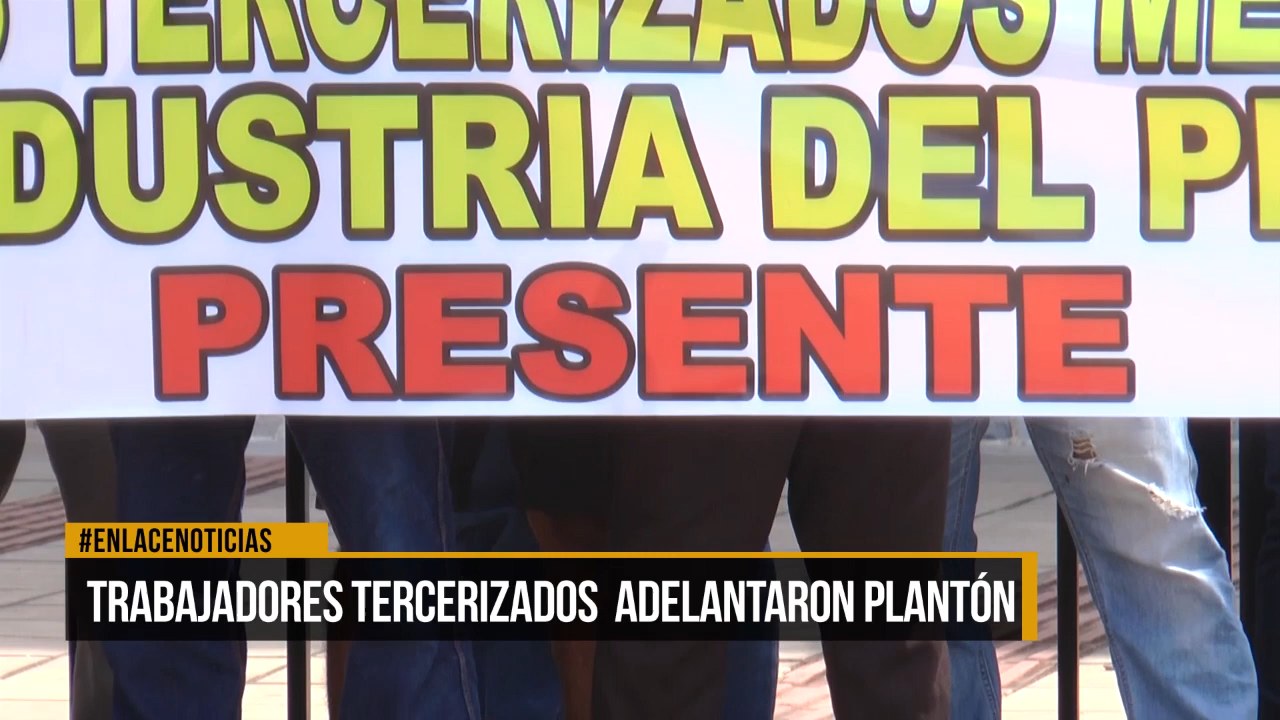 TERCERIZADOS
DUSTRIA DEL
PRESENTE
#ENLACENOTICIAS
TRABAJADORES TERCERIZADOS ADELANTARON PLANTÓN